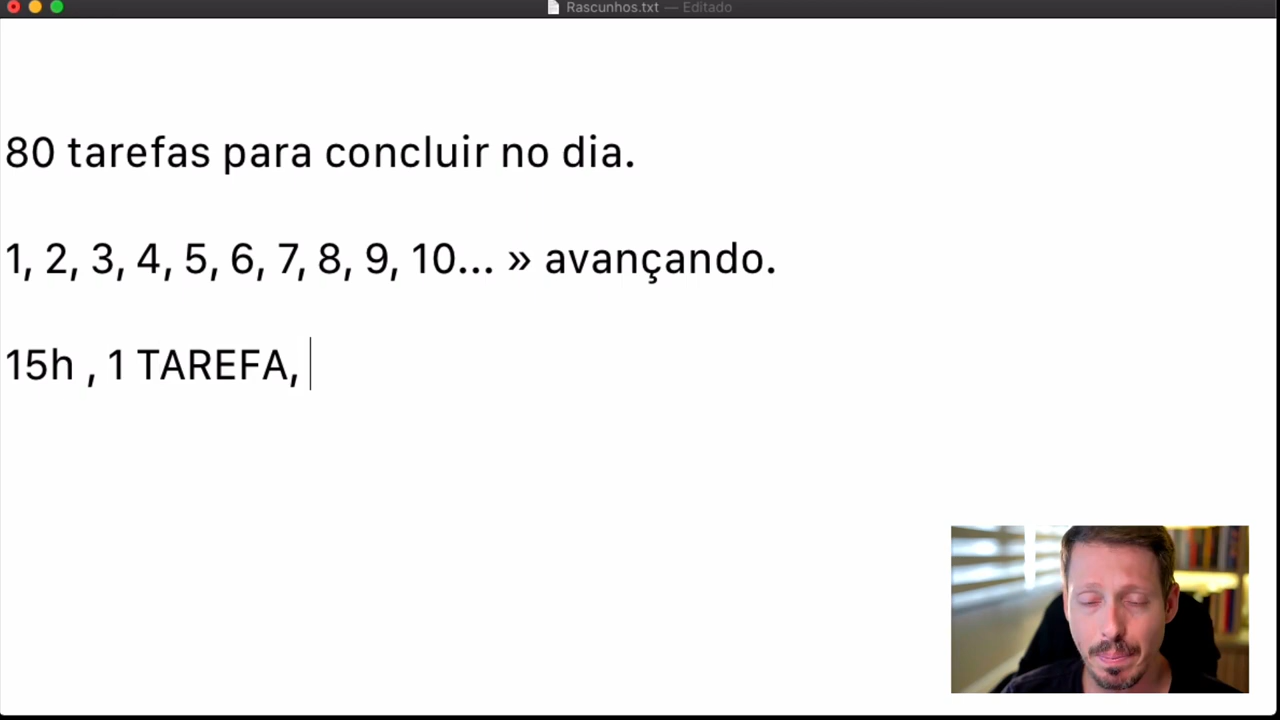 Rascunhos.txt — Editado
80 tarefas para concluir no dia.
1, 2, 3, 4, 5, 6, 7, 8, 9, 10... » avançando.
15h , 1 TAREFA,